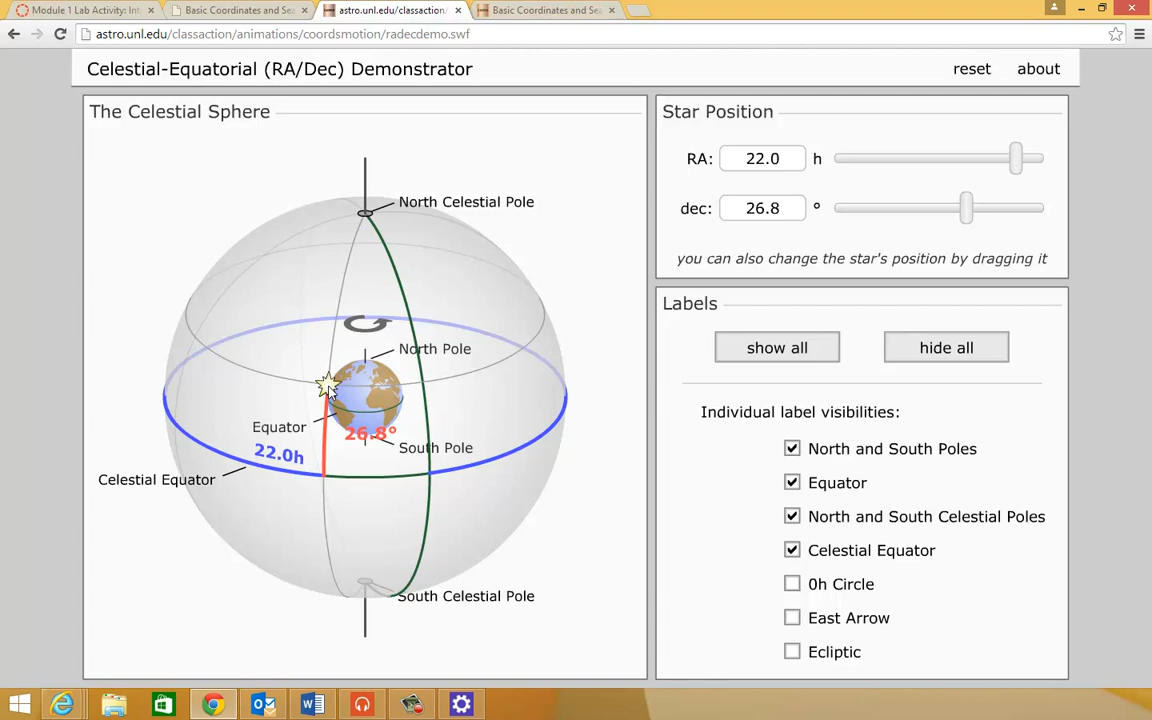 Module 1 Lab Activity: Int
Basic Coordinates and Sea
astro.unl.edu/classaction/
Basic Coordinates and Sea
astro.unl.edu/classaction/animations/coordsmotion/radecdemo.swf
Celestial-Equatorial (RA/Dec) Demonstrator
reset
about
The Celestial Sphere
North Celestial Pole
North Pole
Equator
26.8°
22.0h
South Pole
Celestial Equator
South Celestial Pole
Star Position
RA: 22.0 h
dec: 26.8 °
you can also change the star's position by dragging it
Labels
show all
hide all
Individual label visibilities:
North and South Poles
Equator
North and South Celestial Poles
Celestial Equator
0h Circle
East Arrow
Ecliptic